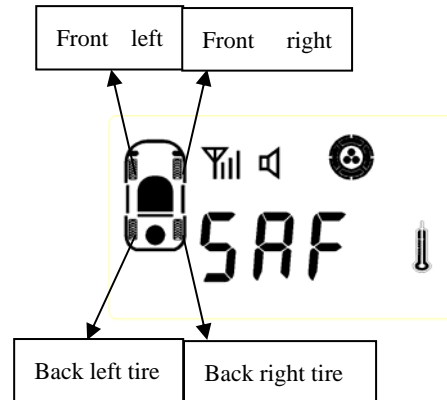 Front left
Front right
SAF
Back left tire
Back right tire